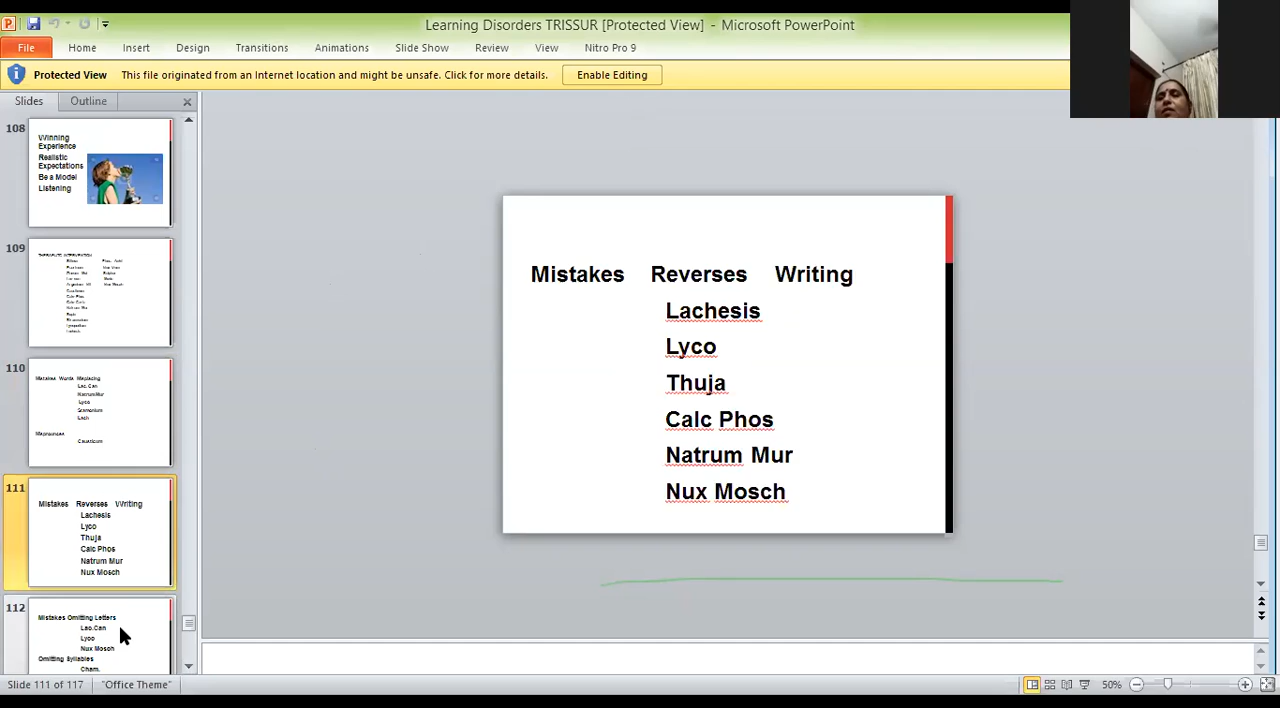 Learning Disorders TRISSUR [Protected View] - Microsoft PowerPoint
File Home Insert Design Transitions Animations Slide Show Review View Nitro Pro 9
Protected View This file originated from an Internet location and might be unsafe. Click for more details. Enable Editing
Slides Outline
108
Winning
Experience
Realistic
Expectations
Be a Model
Listening
109
110
Mistakes Words Misplacing
Lac. Can
Natrum Mur
Lyco
Stramonium
Lach
Causticum
111
Mistakes Reverses Writing
Lachesis
Lyco
Thuja
Calc Phos
Natrum Mur
Nux Mosch
112
Mistakes Omitting Letters
Lac.Can
Lyco
Nux Mosch
Omitting Syllables
Cham.
Mistakes Reverses Writing
Lachesis
Lyco
Thuja
Calc Phos
Natrum Mur
Nux Mosch
Slide 111 of 117 "Office Theme" 50%